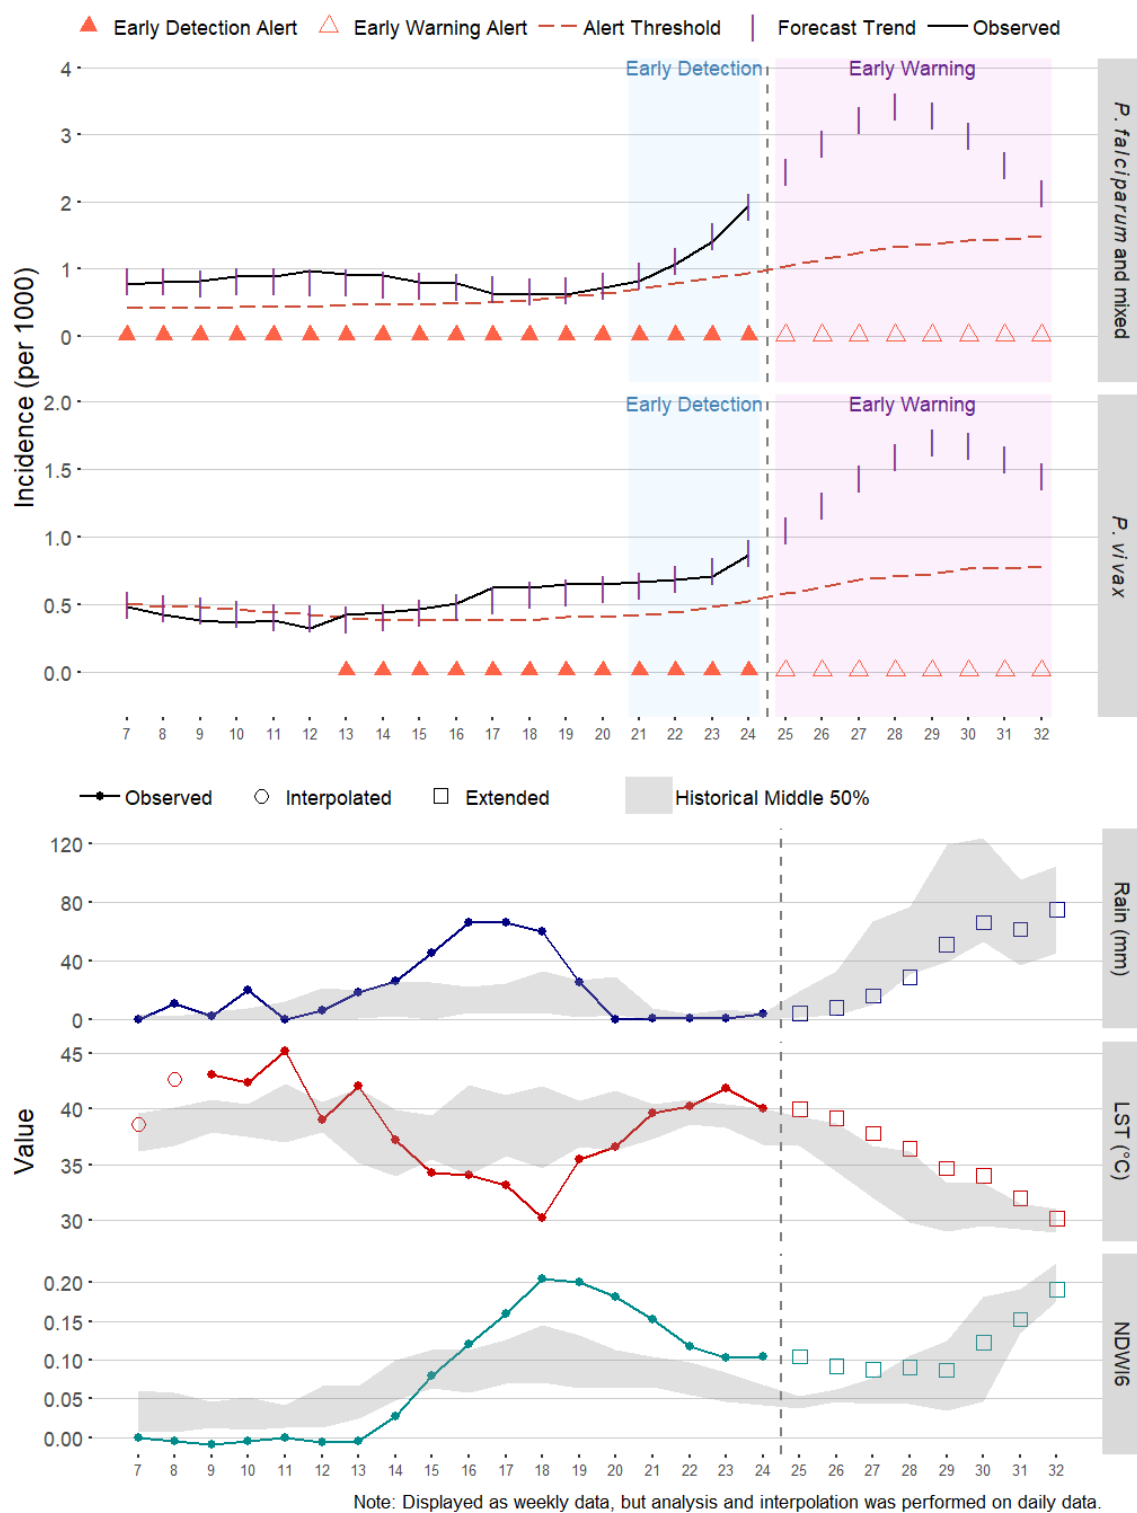 Early Detection Alert Early Warning Alert Alert Threshold Forecast Trend Observed
Incidence (per 1000)
Early Detection Early Warning
4
3
2
1
0
P. falciparum and mixed
Early Detection Early Warning
2.0
1.5
1.0
0.5
0.0
P. vivax
7 8 9 10 11 12 13 14 15 16 17 18 19 20 21 22 23 24 25 26 27 28 29 30 31 32
Observed Interpolated Extended Historical Middle 50%
Value
120
80
40
0
Rain (mm)
45
40
35
30
LST (°C)
0.20
0.15
0.10
0.05
0.00
NDWI6
7 8 9 10 11 12 13 14 15 16 17 18 19 20 21 22 23 24 25 26 27 28 29 30 31 32
Note: Displayed as weekly data, but analysis and interpolation was performed on daily data.